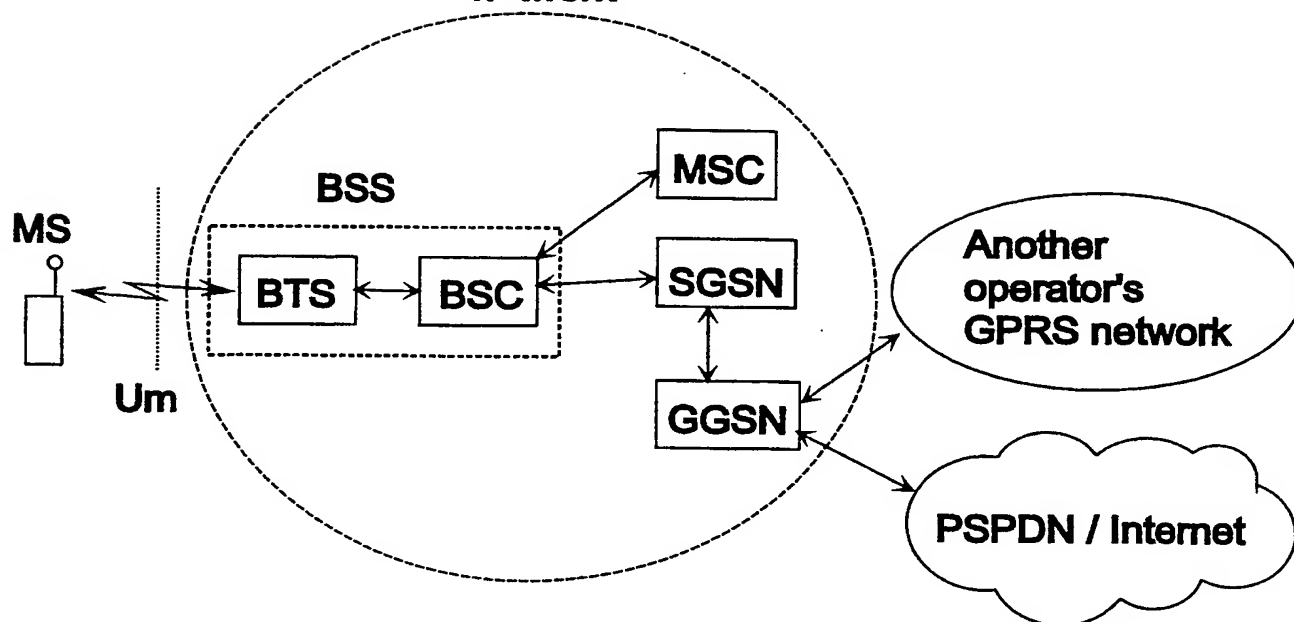 BSS
MSC
MS
BTS
BSC
SGSN
Another
operator's
GPRS network
Um
GGSN
PSPDN / Internet